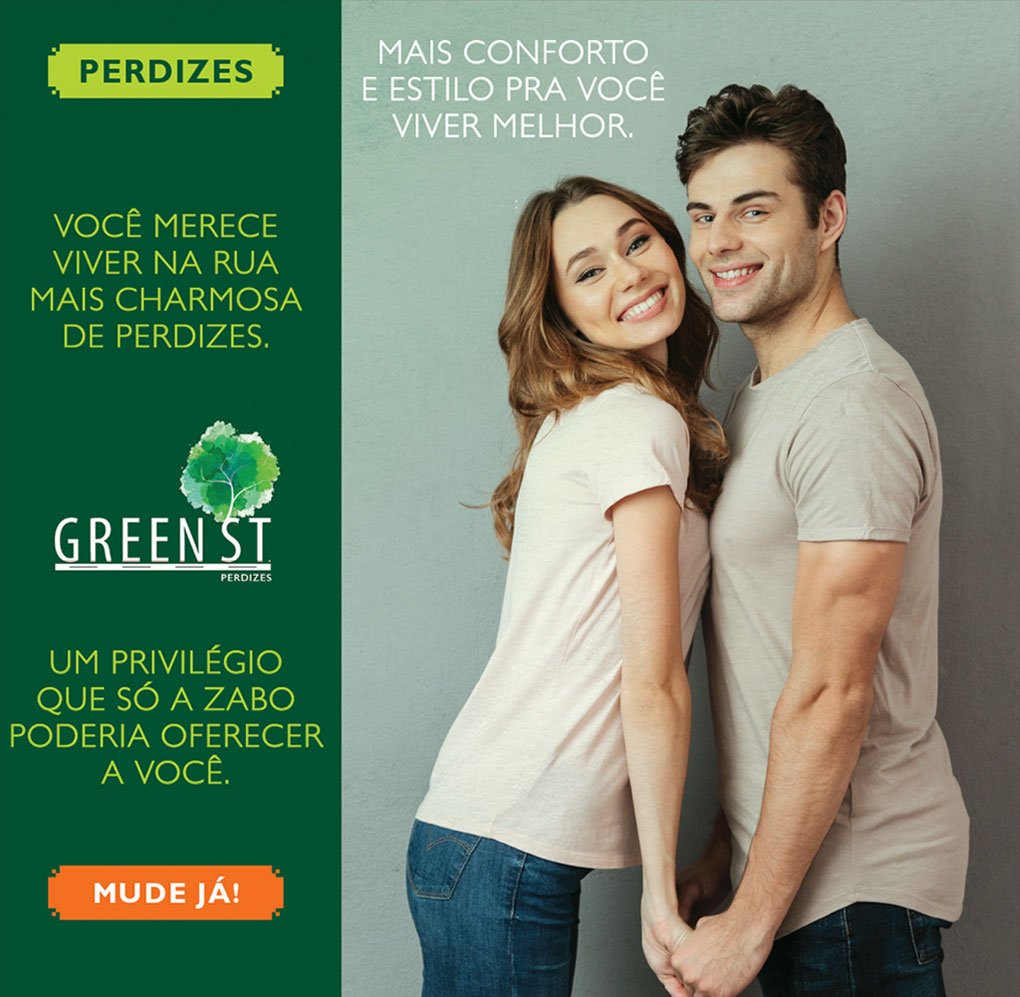 PERDIZES
VOCÊ MERECE
VIVER NA RUA
MAIS CHARMOSA
DE PERDIZES.
GREEN ST.
PERDIZES
UM PRIVILÉGIO
QUE SÓ A ZABO
PODERIA OFERECER
A VOCÊ.
MUDE JÁ!
MAIS CONFORTO
E ESTILO PRA VOCÊ
VIVER MELHOR.